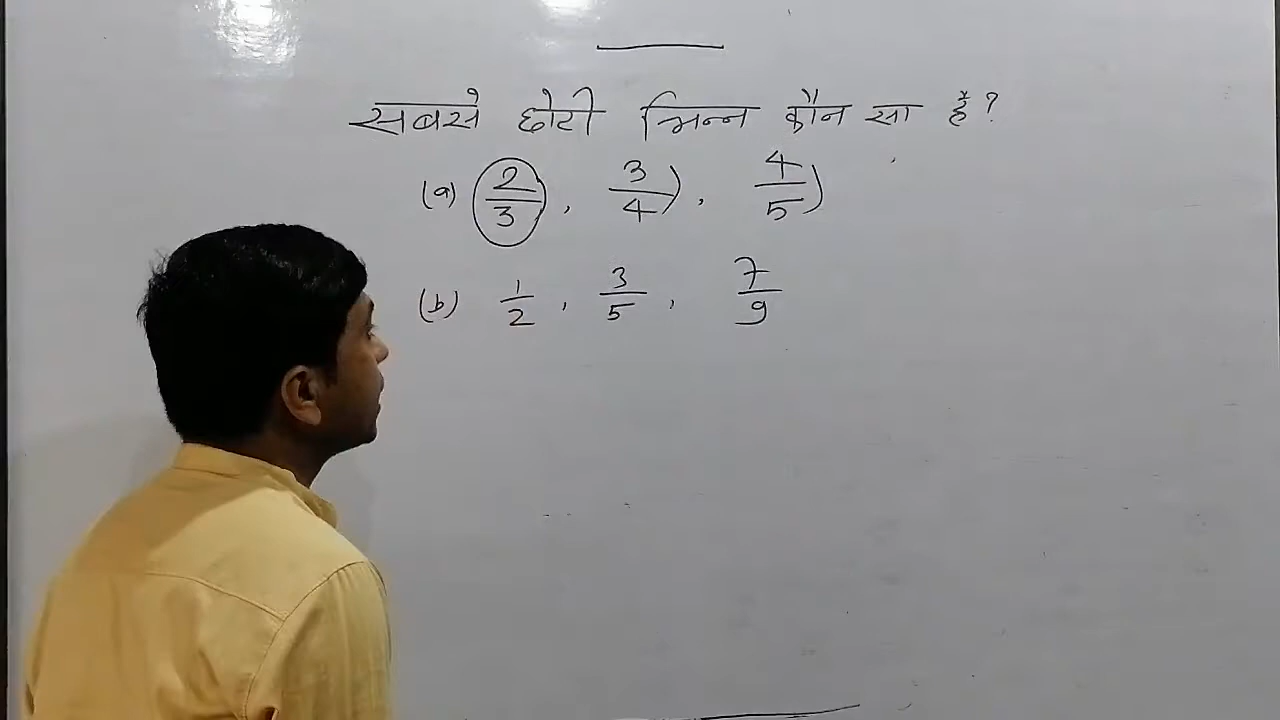 सबसे छोटी भिन्न कौन सा है?
(a) 2/3, 3/4, 4/5
(b) 1/2, 3/5, 7/9